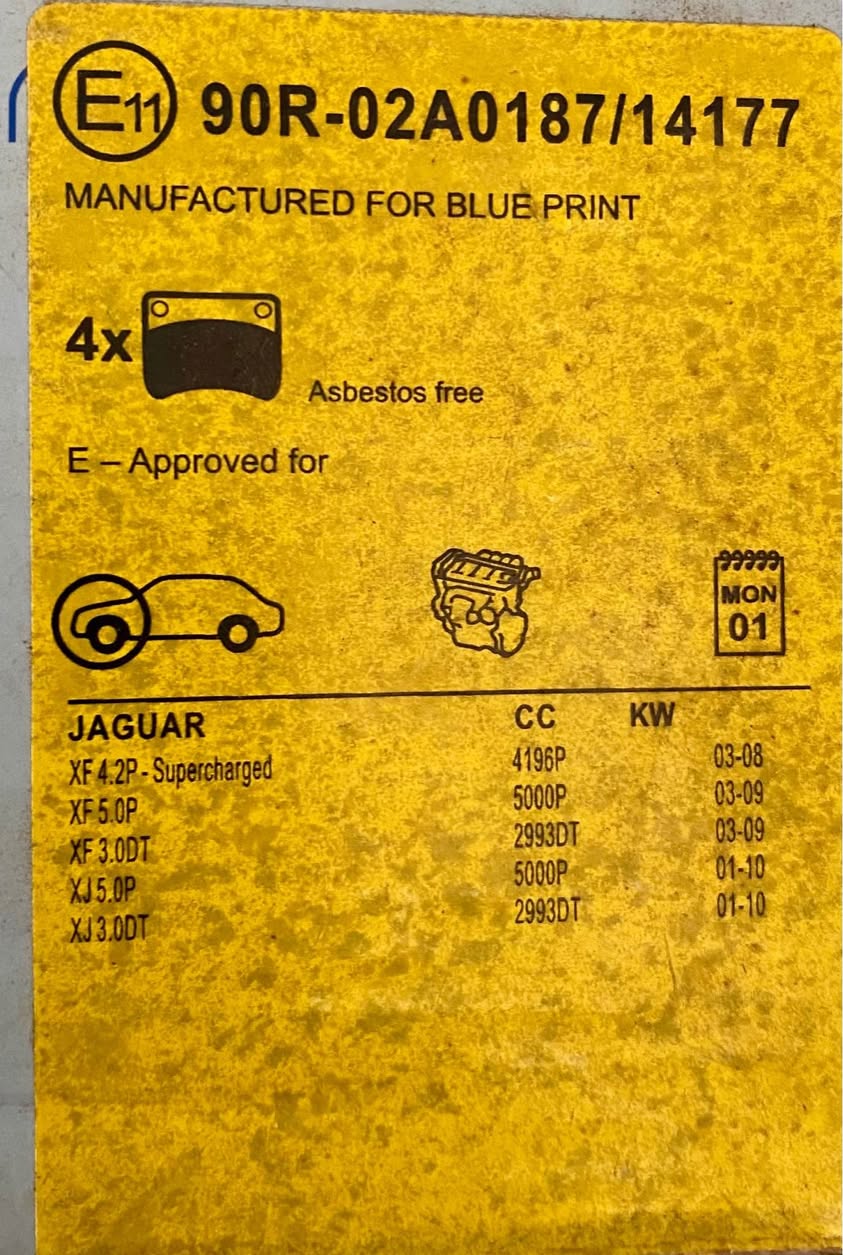 E11 90R-02A0187/14177
MANUFACTURED FOR BLUE PRINT
4x
Asbestos free
E – Approved for
MON
01
JAGUAR CC KW
XF 4.2P - Supercharged 4196P 03-08
XF 5.0P 5000P 03-09
XF 3.0DT 2993DT 03-09
XJ 5.0P 5000P 01-10
XJ 3.0DT 2993DT 01-10